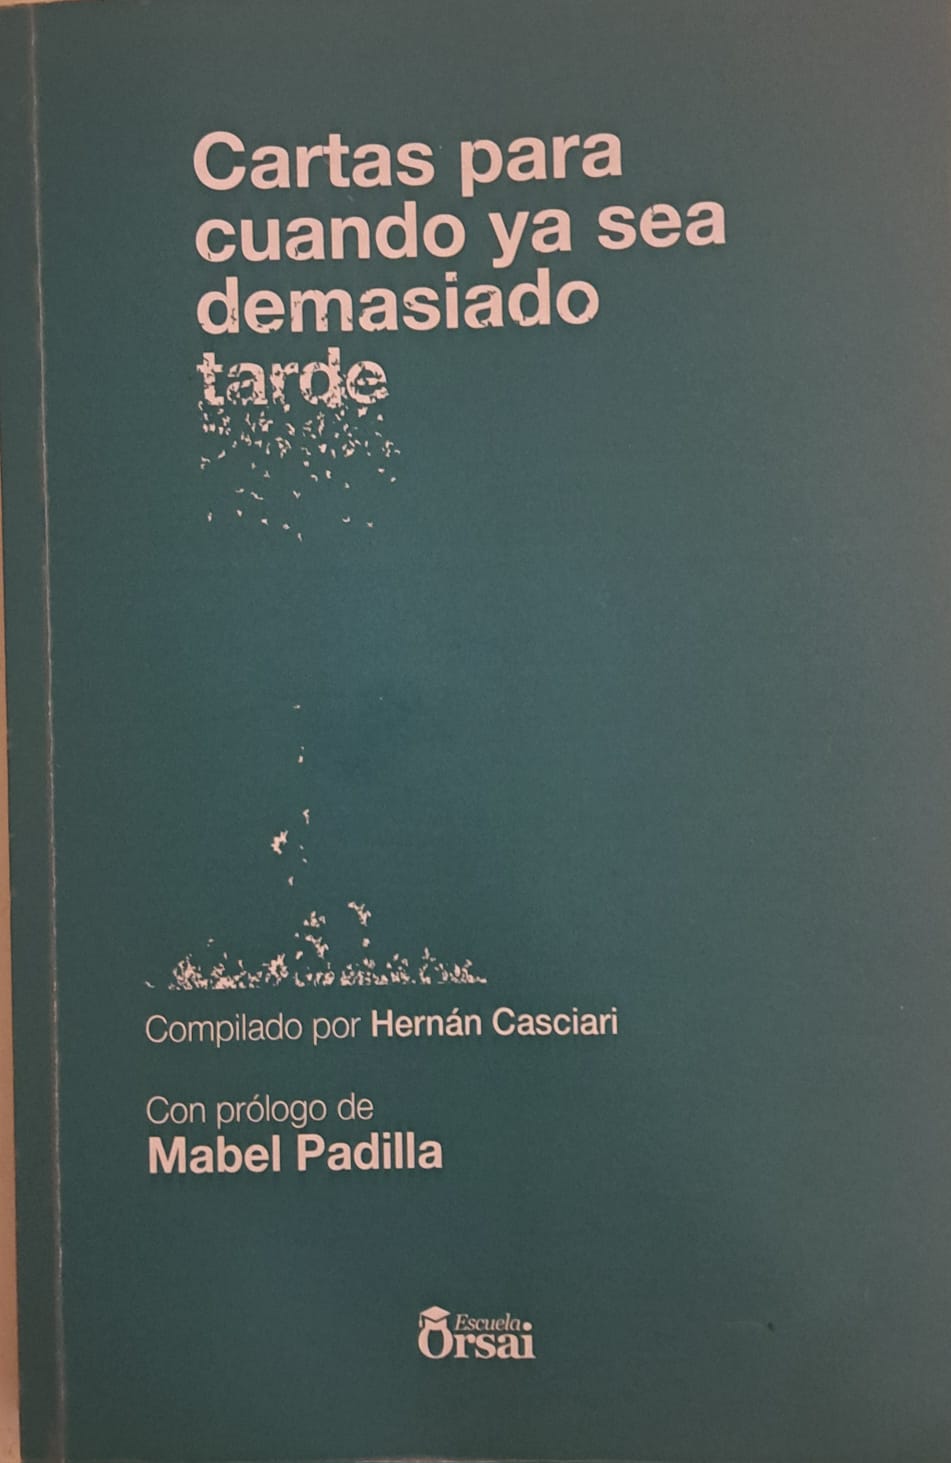 Cartas para
cuando ya sea
demasiado
tarde
Compilado por Hernán Casciari
Con prólogo de
Mabel Padilla
Escuela
Orsai